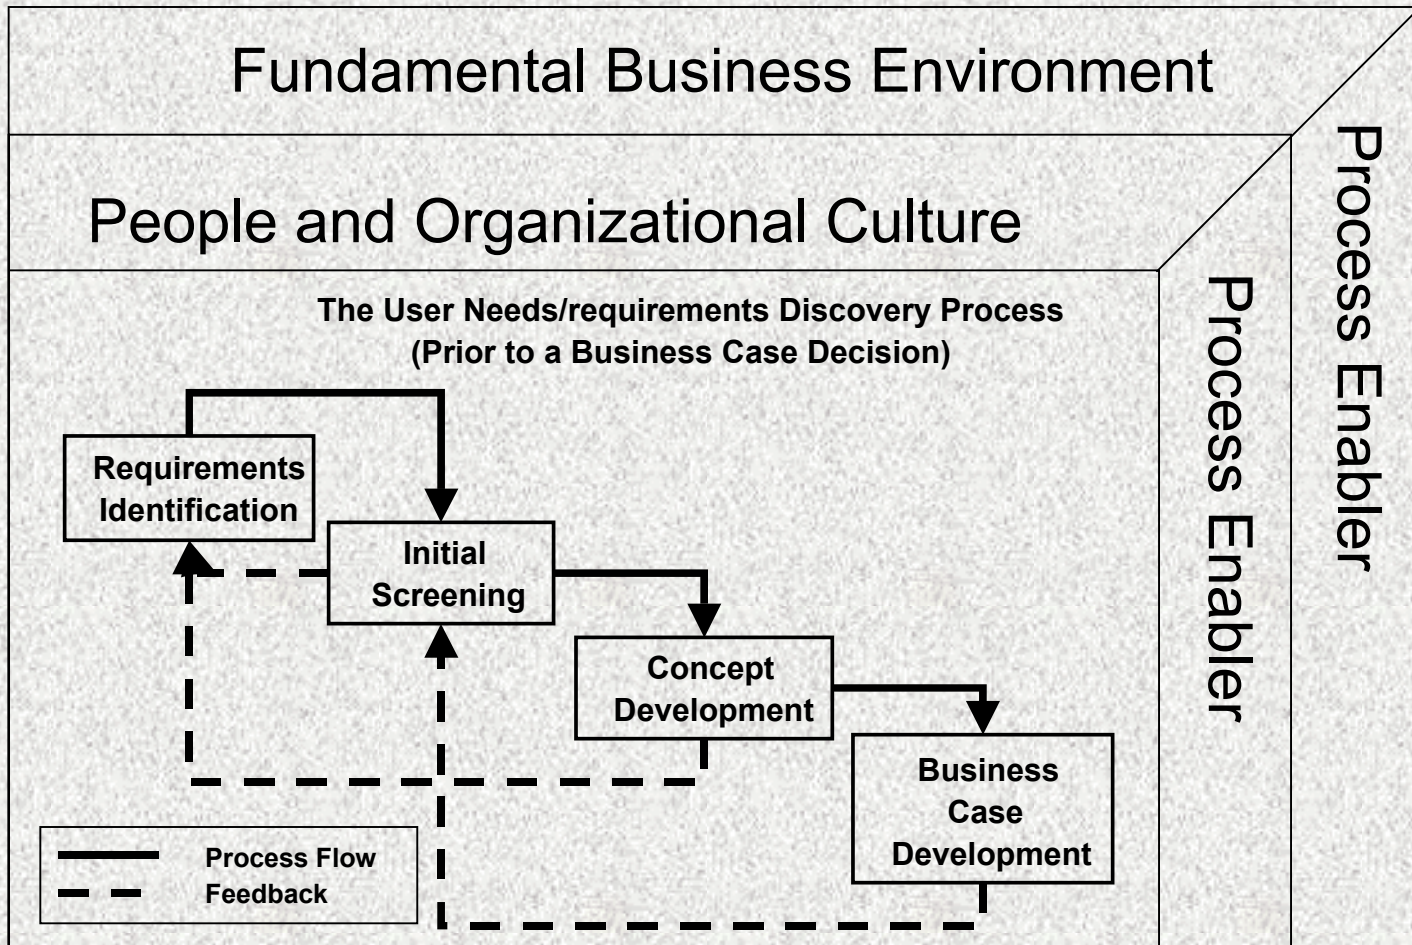 Fundamental Business Environment
People and Organizational Culture
Process Enabler
Process Enabler
The User Needs/requirements Discovery Process
(Prior to a Business Case Decision)
Requirements
Identification
Initial
Screening
Concept
Development
Business
Case
Development
Process Flow
Feedback